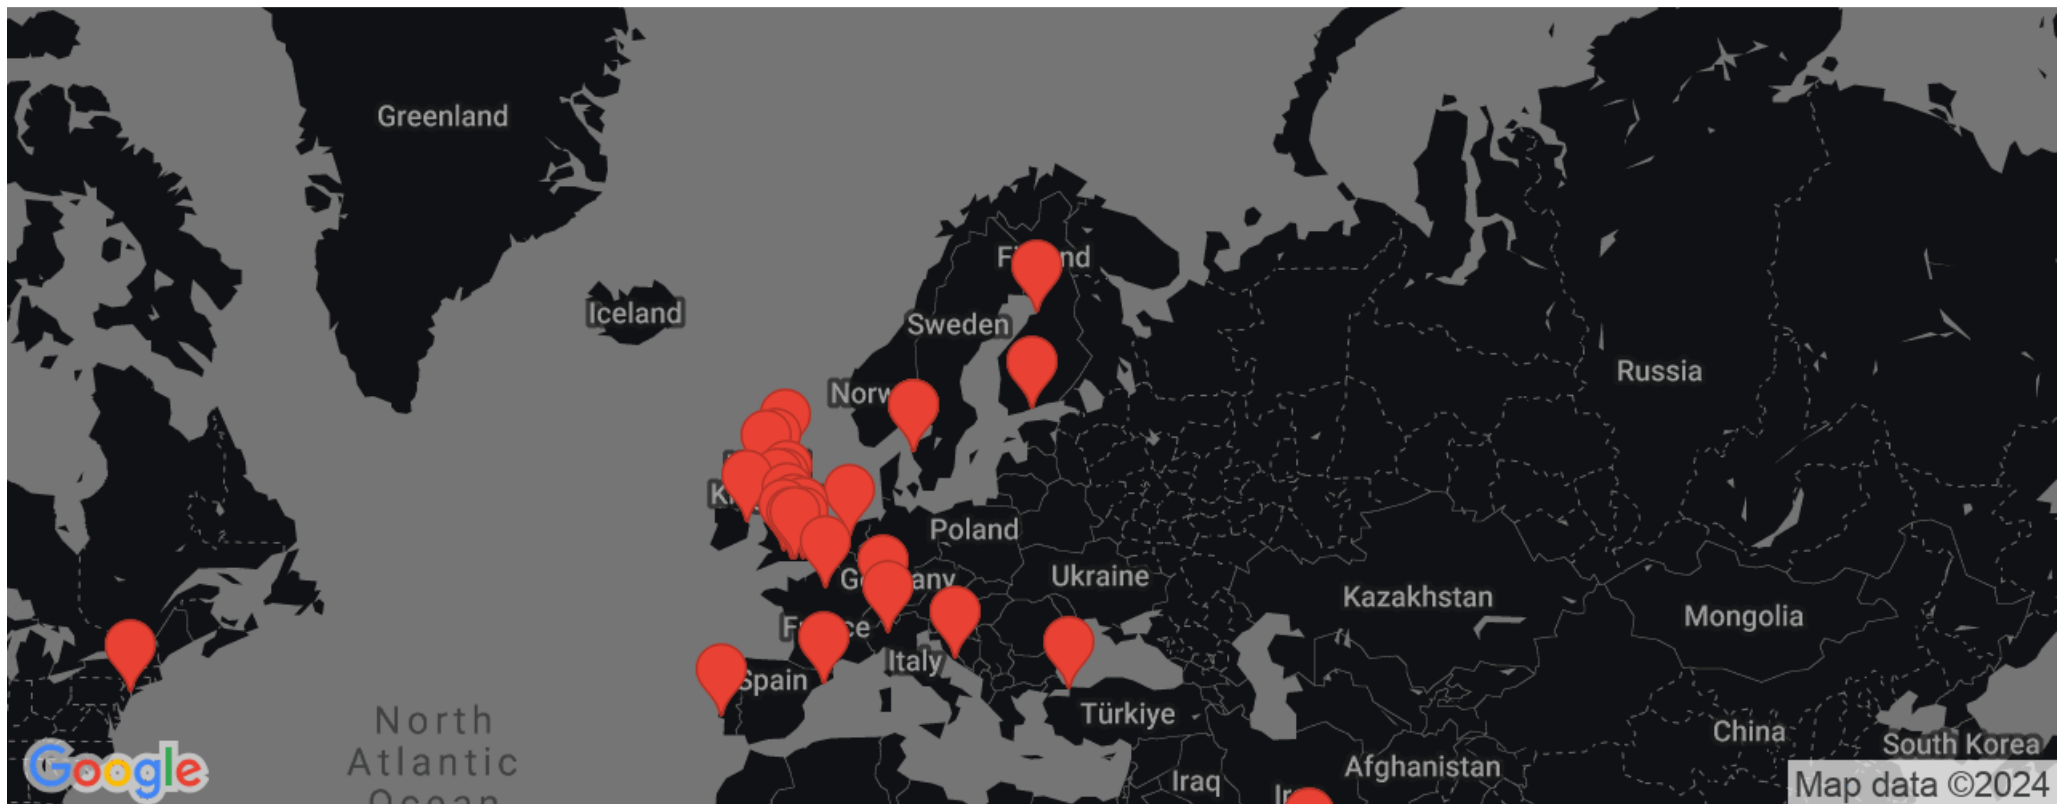 Greenland
Iceland
Sweden
Russia
Poland
Ukraine
Kazakhstan
Mongolia
Italy
Spain
Türkiye
North
Atlantic
Ocean
China
South Korea
Afghanistan
Iraq
Google
Map data ©2024